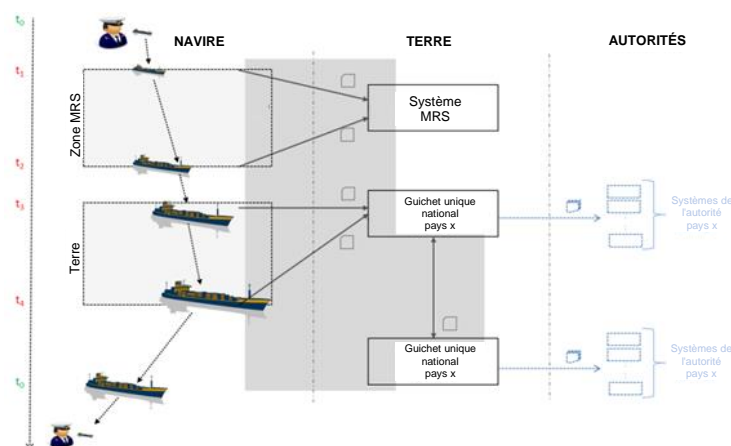 t₀
NAVIRE
TERRE
AUTORITÉS
t₁
Zone MRS
Système
MRS
t₂
t₃
Terre
Guichet unique
national
pays x
Systèmes de
l'autorité
pays x
t₄
Guichet unique
national
pays x
Systèmes de
l'autorité
pays x
t₀